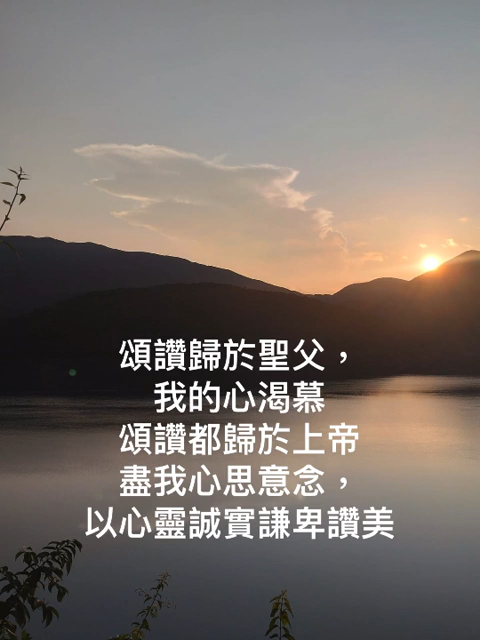 頌讚歸於聖父，
我的心渴慕
頌讚都歸於上帝
盡我心思意念，
以心靈誠實謙卑讚美